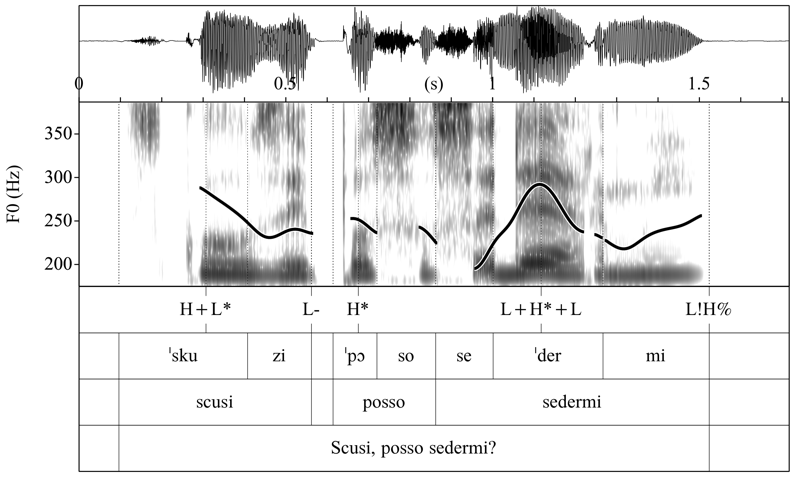 0 0.5 (s) 1 1.5
F0 (Hz)
350
300
250
200
H+L* L- H* L+H*+L L!H%
ˈsku zi ˈpɔ so se ˈder mi
scusi posso sedermi
Scusi, posso sedermi?